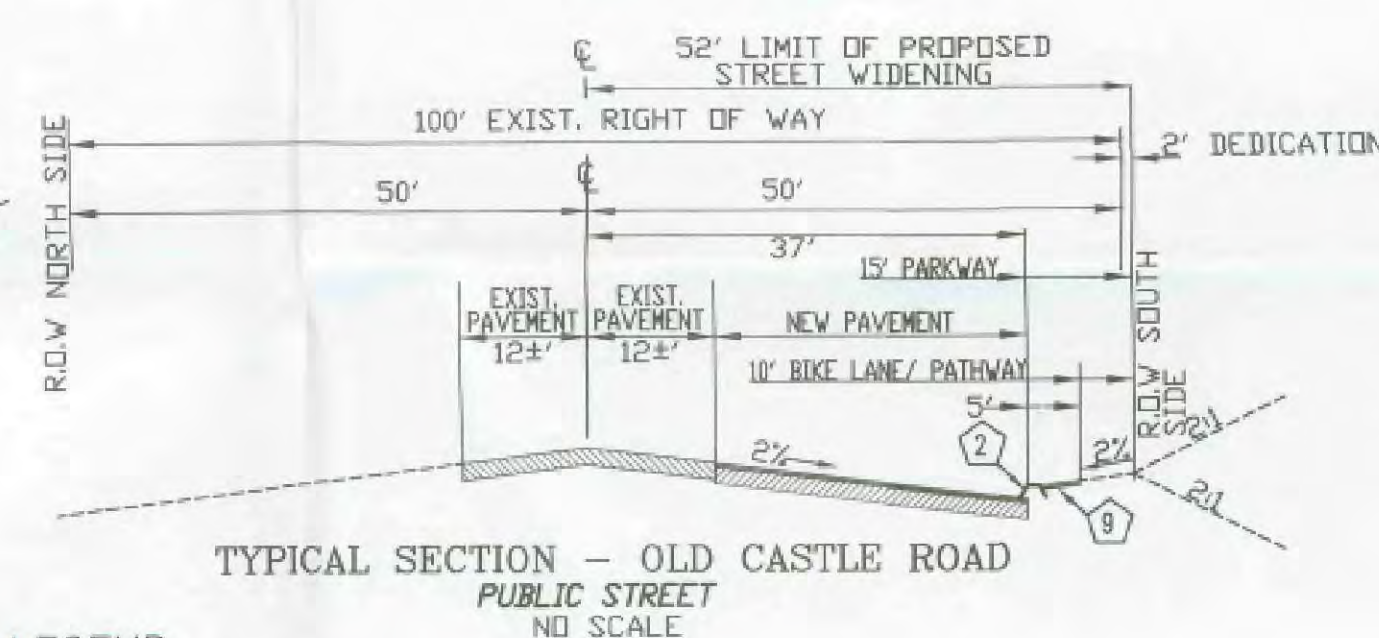 ℄
52' LIMIT OF PROPOSED
STREET WIDENING
100' EXIST. RIGHT OF WAY
2' DEDICATION
R.O.W NORTH SIDE
50'
℄
50'
37'
15' PARKWAY
EXIST.
PAVEMENT
12±'
EXIST.
PAVEMENT
12±'
NEW PAVEMENT
10' BIKE LANE/ PATHWAY
5'
R.O.W SOUTH
SIDE
2
2%
2%
2:1
2:1
9
TYPICAL SECTION - OLD CASTLE ROAD
PUBLIC STREET
NO SCALE